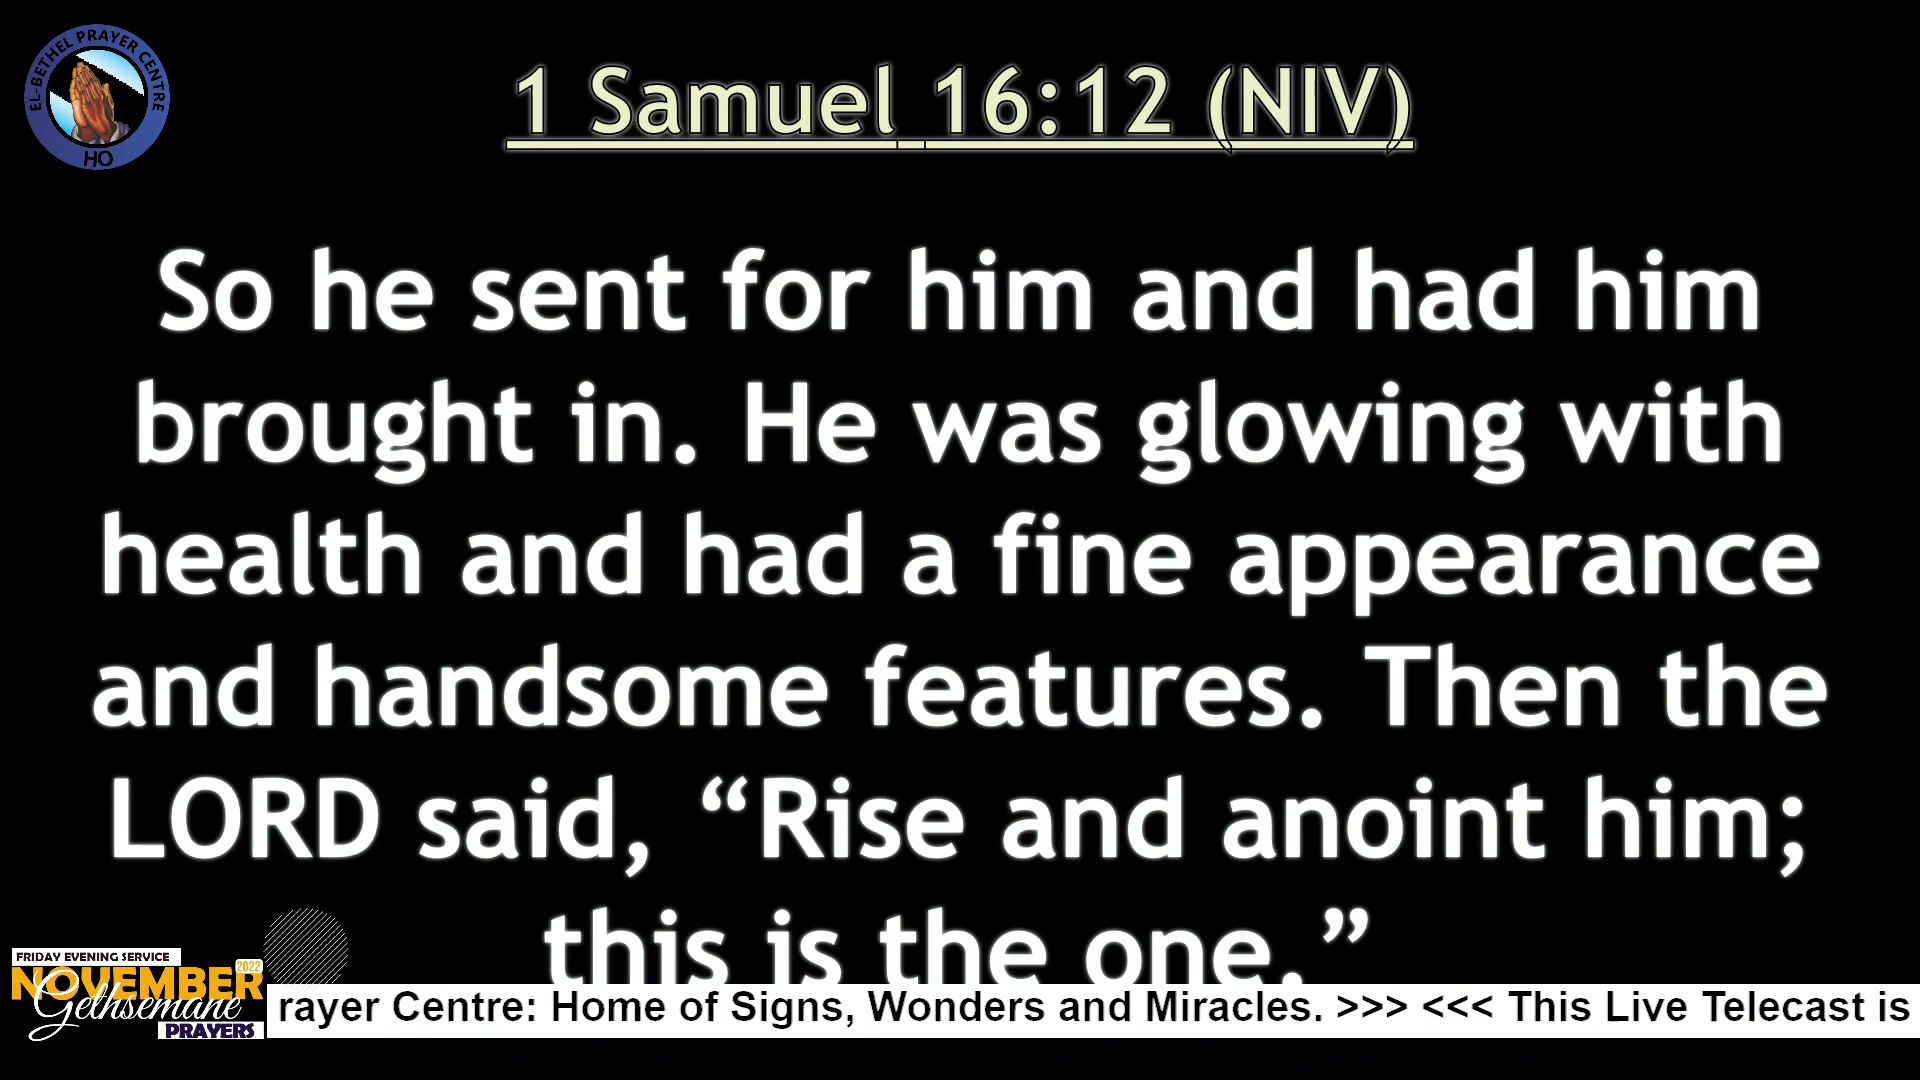 EL-BETHEL PRAYER CENTRE
HO
1 Samuel 16:12 (NIV)
So he sent for him and had him
brought in. He was glowing with
health and had a fine appearance
and handsome features. Then the
LORD said, “Rise and anoint him;
this is the one.”
FRIDAY EVENING SERVICE
NOVEMBER 2022
Gethsemane
PRAYERS
rayer Centre: Home of Signs, Wonders and Miracles. >>> <<< This Live Telecast is